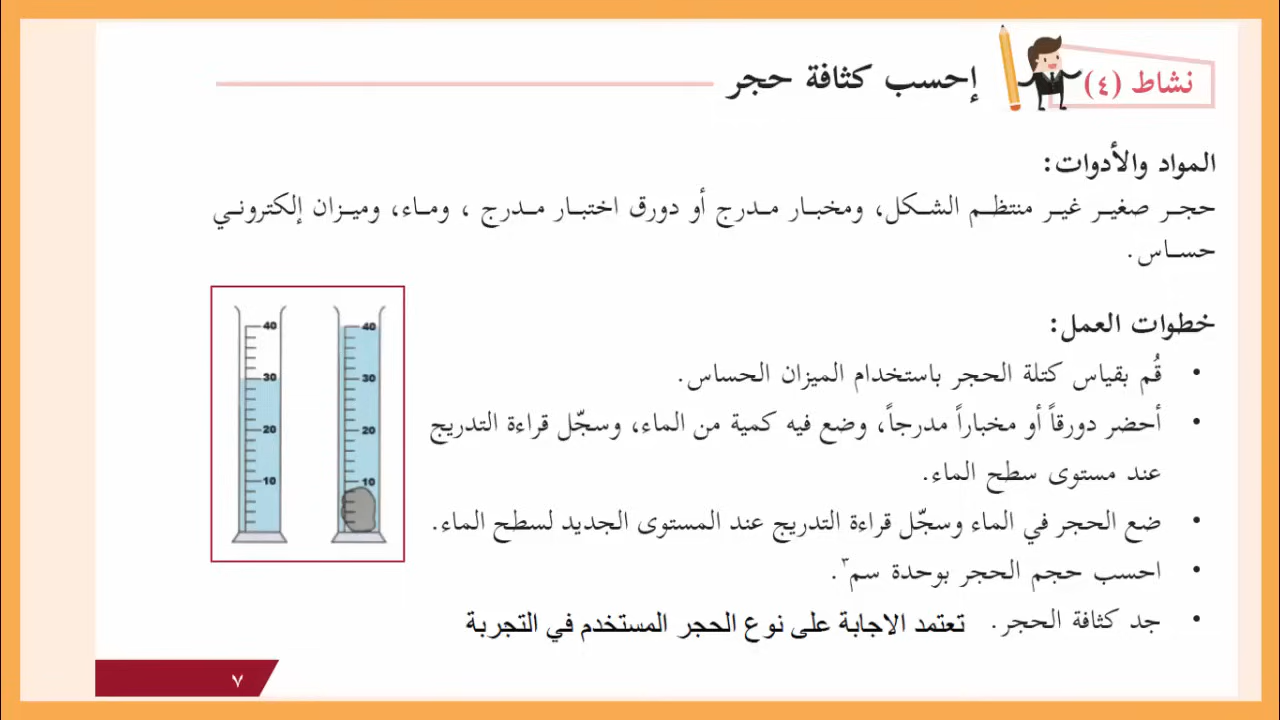 نشاط (٤)
إحسب كثافة حجر
المواد والأدوات:
حجر صغير غير منتظم الشكل، ومخبار مدرج أو دورق اختبار مدرج ، وماء، وميزان إلكتروني
حساس.
خطوات العمل:
• قُم بقياس كتلة الحجر باستخدام الميزان الحساس.
• أحضر دورقاً أو مخباراً مدرجاً، وضع فيه كمية من الماء، وسجّل قراءة التدريج
عند مستوى سطح الماء.
• ضع الحجر في الماء وسجّل قراءة التدريج عند المستوى الجديد لسطح الماء.
• احسب حجم الحجر بوحدة سم٣.
• جد كثافة الحجر. تعتمد الاجابة على نوع الحجر المستخدم في التجربة
40 40
30 30
20 20
10 10
٧